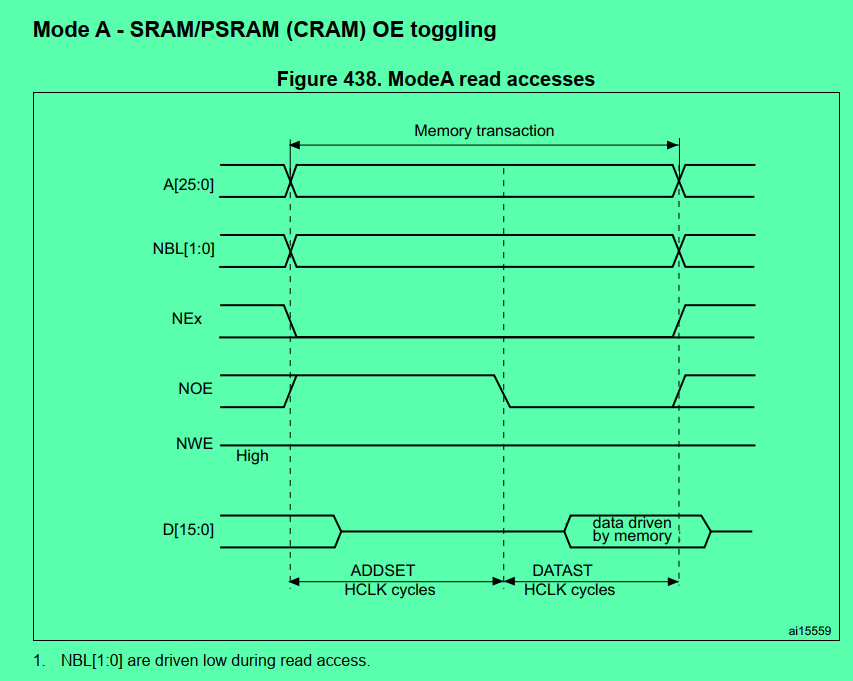 Mode A - SRAM/PSRAM (CRAM) OE toggling
Figure 438. ModeA read accesses
Memory transaction
A[25:0]
NBL[1:0]
NEx
NOE
NWE
High
D[15:0]
data driven
by memory
ADDSET
HCLK cycles
DATAST
HCLK cycles
ai15559
1. NBL[1:0] are driven low during read access.